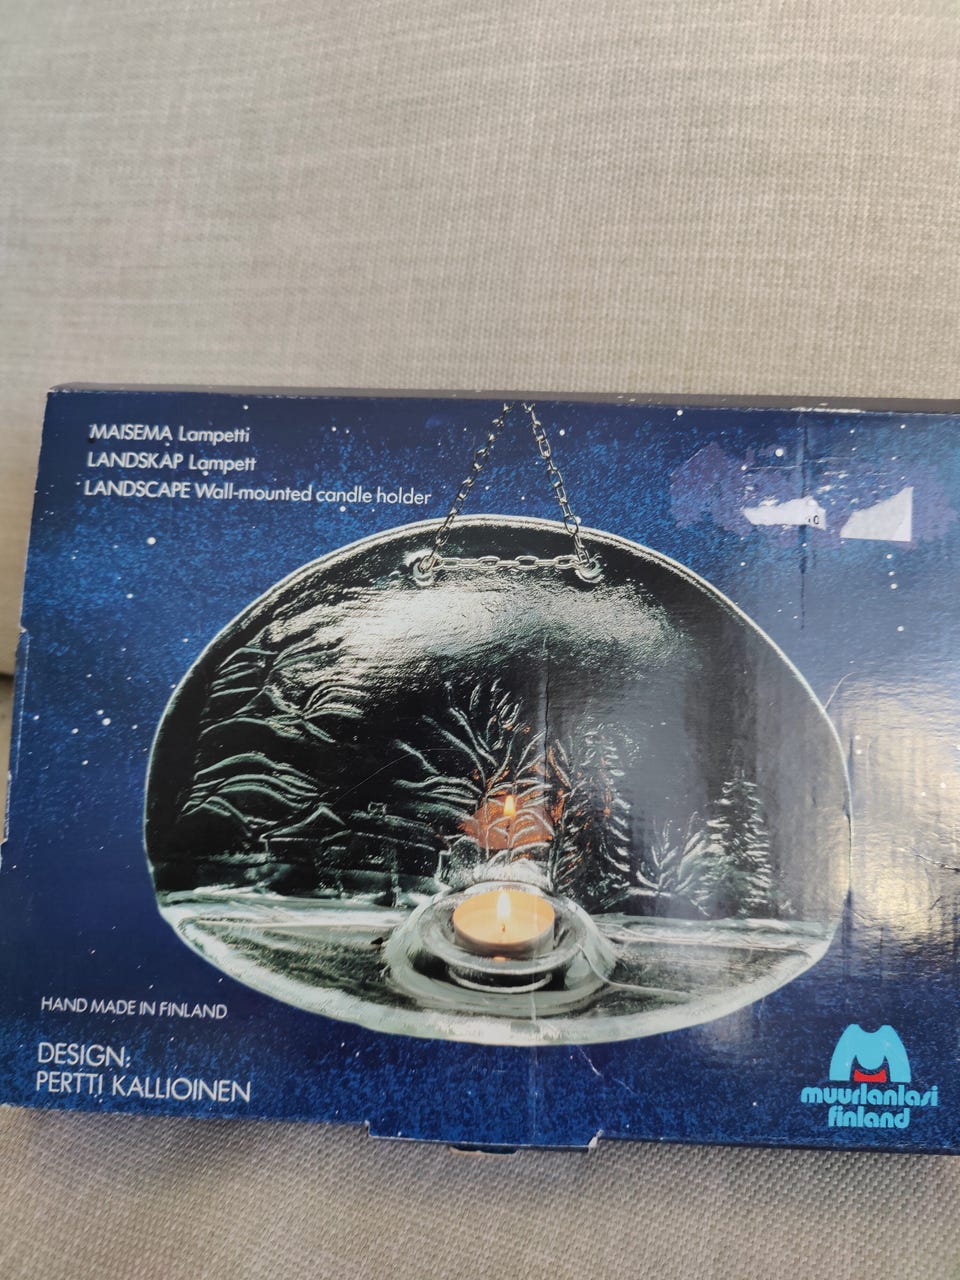 MAISEMA Lampetti
LANDSKAP Lampett
LANDSCAPE Wall-mounted candle holder
HAND MADE IN FINLAND
DESIGN:
PERTTI KALLIOINEN
muurlanlasi
finland